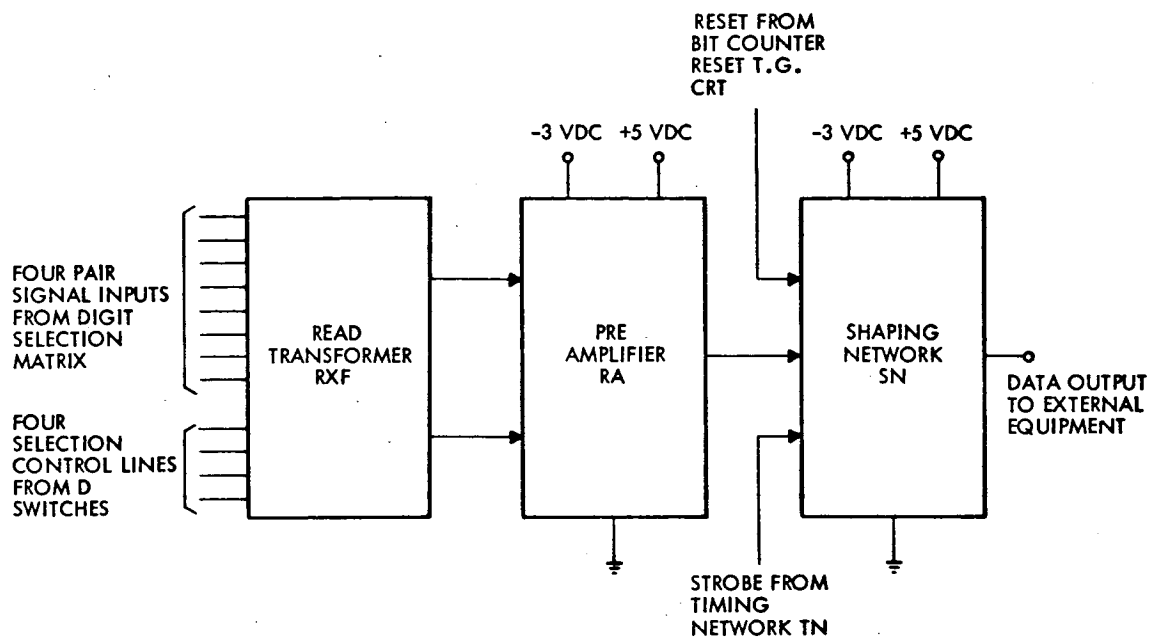 RESET FROM
BIT COUNTER
RESET T.G.
CRT
-3 VDC
+5 VDC
-3 VDC
+5 VDC
FOUR PAIR
SIGNAL INPUTS
FROM DIGIT
SELECTION
MATRIX
FOUR
SELECTION
CONTROL LINES
FROM D
SWITCHES
READ
TRANSFORMER
RXF
PRE
AMPLIFIER
RA
SHAPING
NETWORK
SN
DATA OUTPUT
TO EXTERNAL
EQUIPMENT
STROBE FROM
TIMING
NETWORK TN